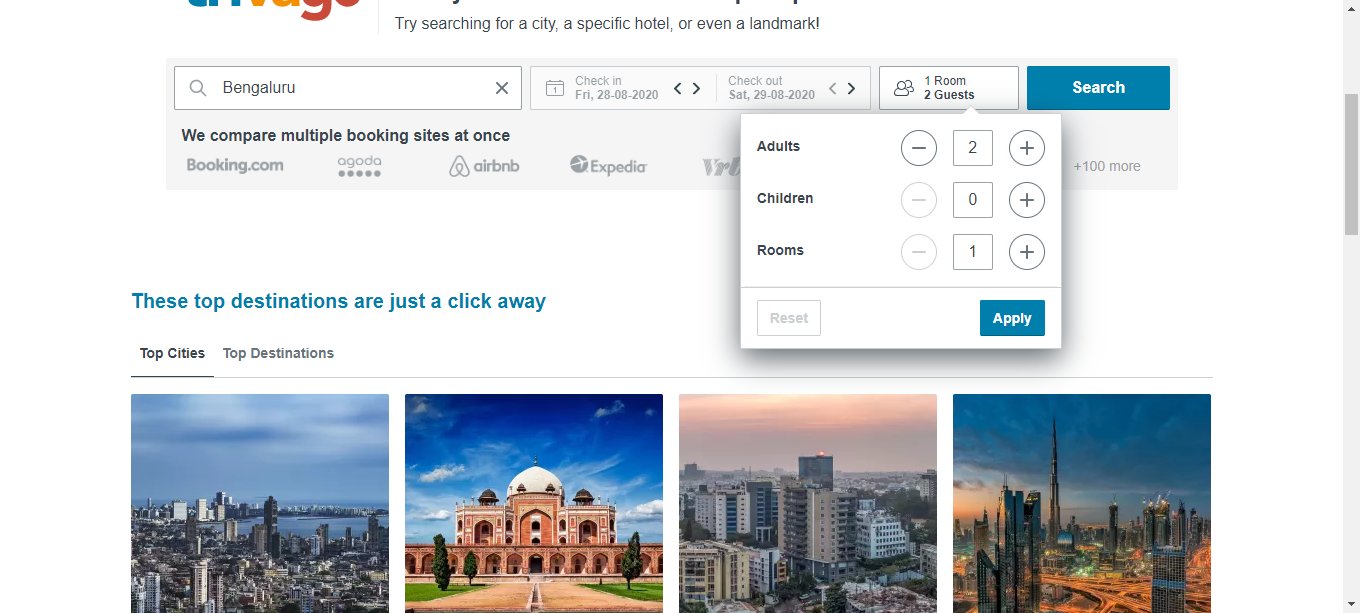 trivago
Try searching for a city, a specific hotel, or even a landmark!
Bengaluru
Check in
Fri, 28-08-2020
Check out
Sat, 29-08-2020
1 Room
2 Guests
Search
We compare multiple booking sites at once
Booking.com
agoda
airbnb
Expedia
+100 more
Adults
2
Children
0
Rooms
1
Reset
Apply
These top destinations are just a click away
Top Cities
Top Destinations